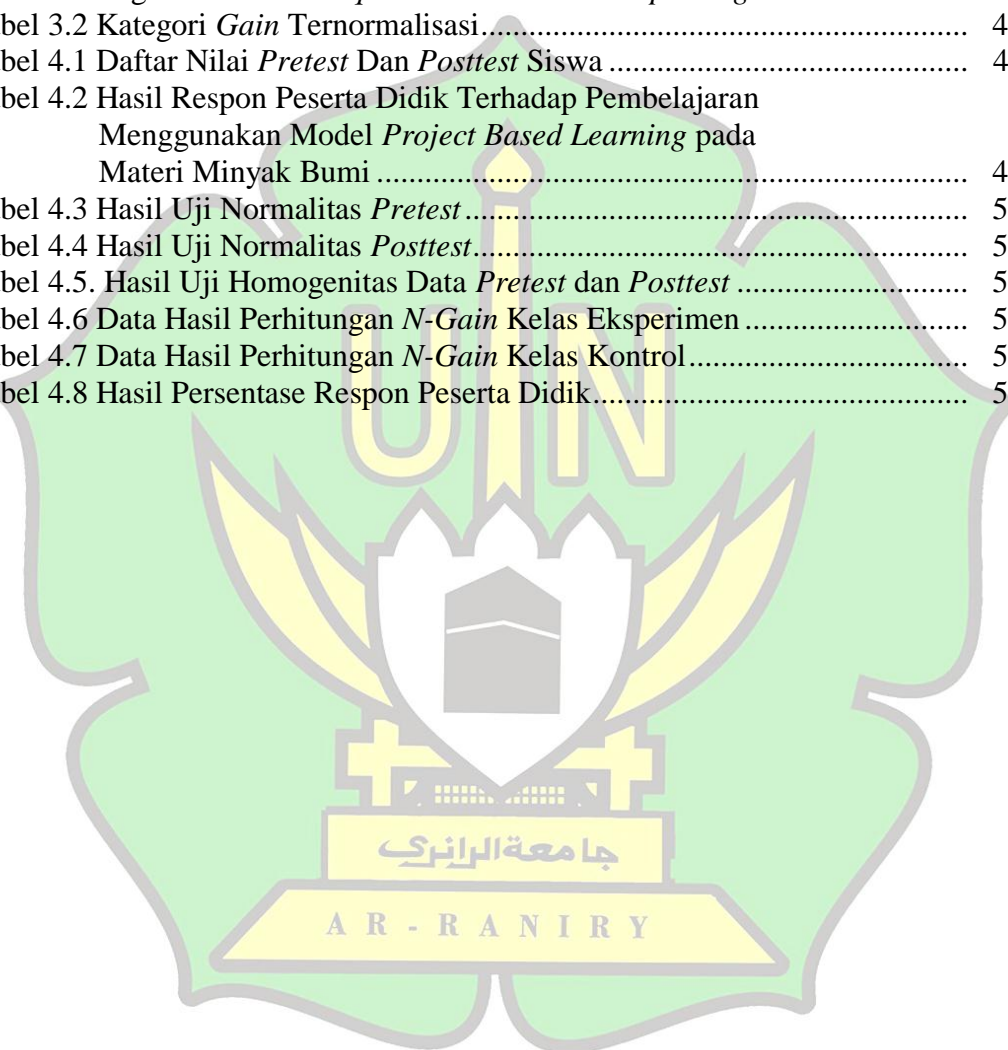 bel 3.2 Kategori Gain Ternormalisasi........................................................................ 4
bel 4.1 Daftar Nilai Pretest Dan Posttest Siswa ..................................................... 4
bel 4.2 Hasil Respon Peserta Didik Terhadap Pembelajaran
Menggunakan Model Project Based Learning pada
Materi Minyak Bumi ........................................................................................ 4
bel 4.3 Hasil Uji Normalitas Pretest........................................................................... 5
bel 4.4 Hasil Uji Normalitas Posttest.......................................................................... 5
bel 4.5. Hasil Uji Homogenitas Data Pretest dan Posttest .................................. 5
bel 4.6 Data Hasil Perhitungan N-Gain Kelas Eksperimen ................................. 5
bel 4.7 Data Hasil Perhitungan N-Gain Kelas Kontrol.......................................... 5
bel 4.8 Hasil Persentase Respon Peserta Didik........................................................ 5
UIN
جامعةالرانري
AR-RANIRY